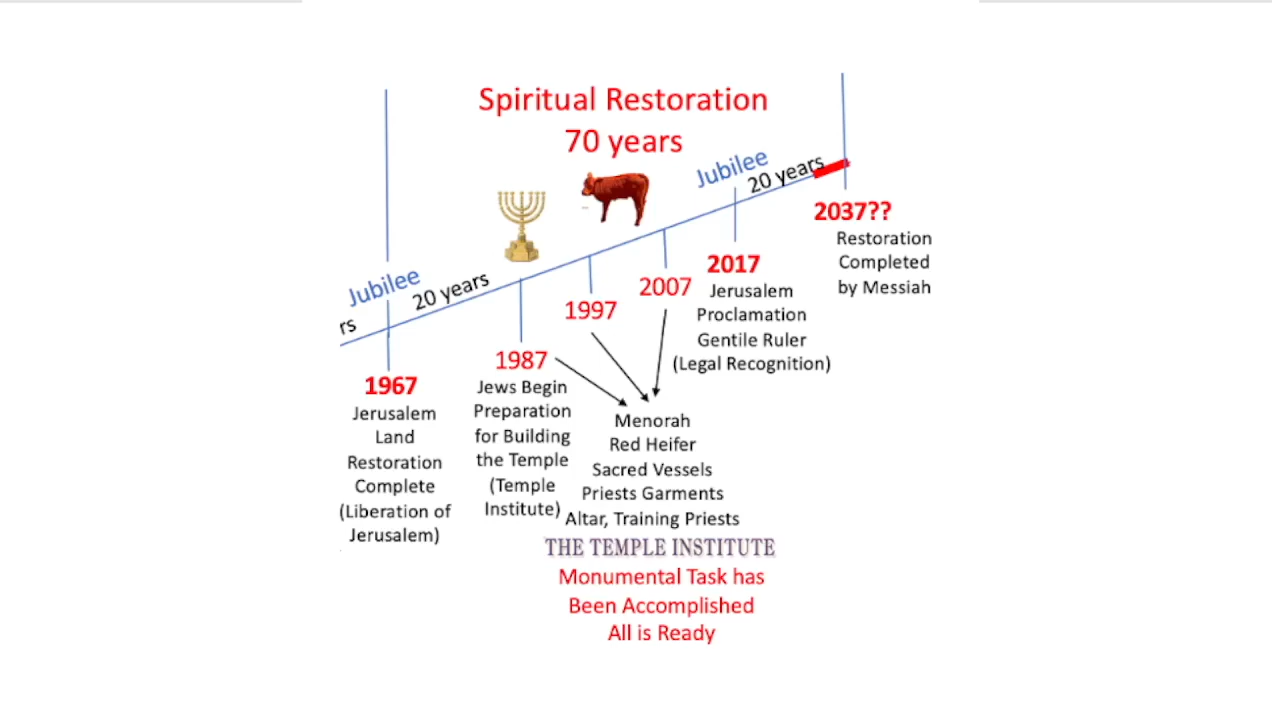 Spiritual Restoration
70 years
Jubilee
20 years
2037??
Restoration
Completed
by Messiah
2017
Jerusalem
Proclamation
Gentile Ruler
(Legal Recognition)
2007
1997
Jubilee
20 years
rs
1967
Jerusalem
Land
Restoration
Complete
(Liberation of
Jerusalem)
1987
Jews Begin
Preparation
for Building
the Temple
(Temple
Institute)
Menorah
Red Heifer
Sacred Vessels
Priests Garments
Altar, Training Priests
THE TEMPLE INSTITUTE
Monumental Task has
Been Accomplished
All is Ready